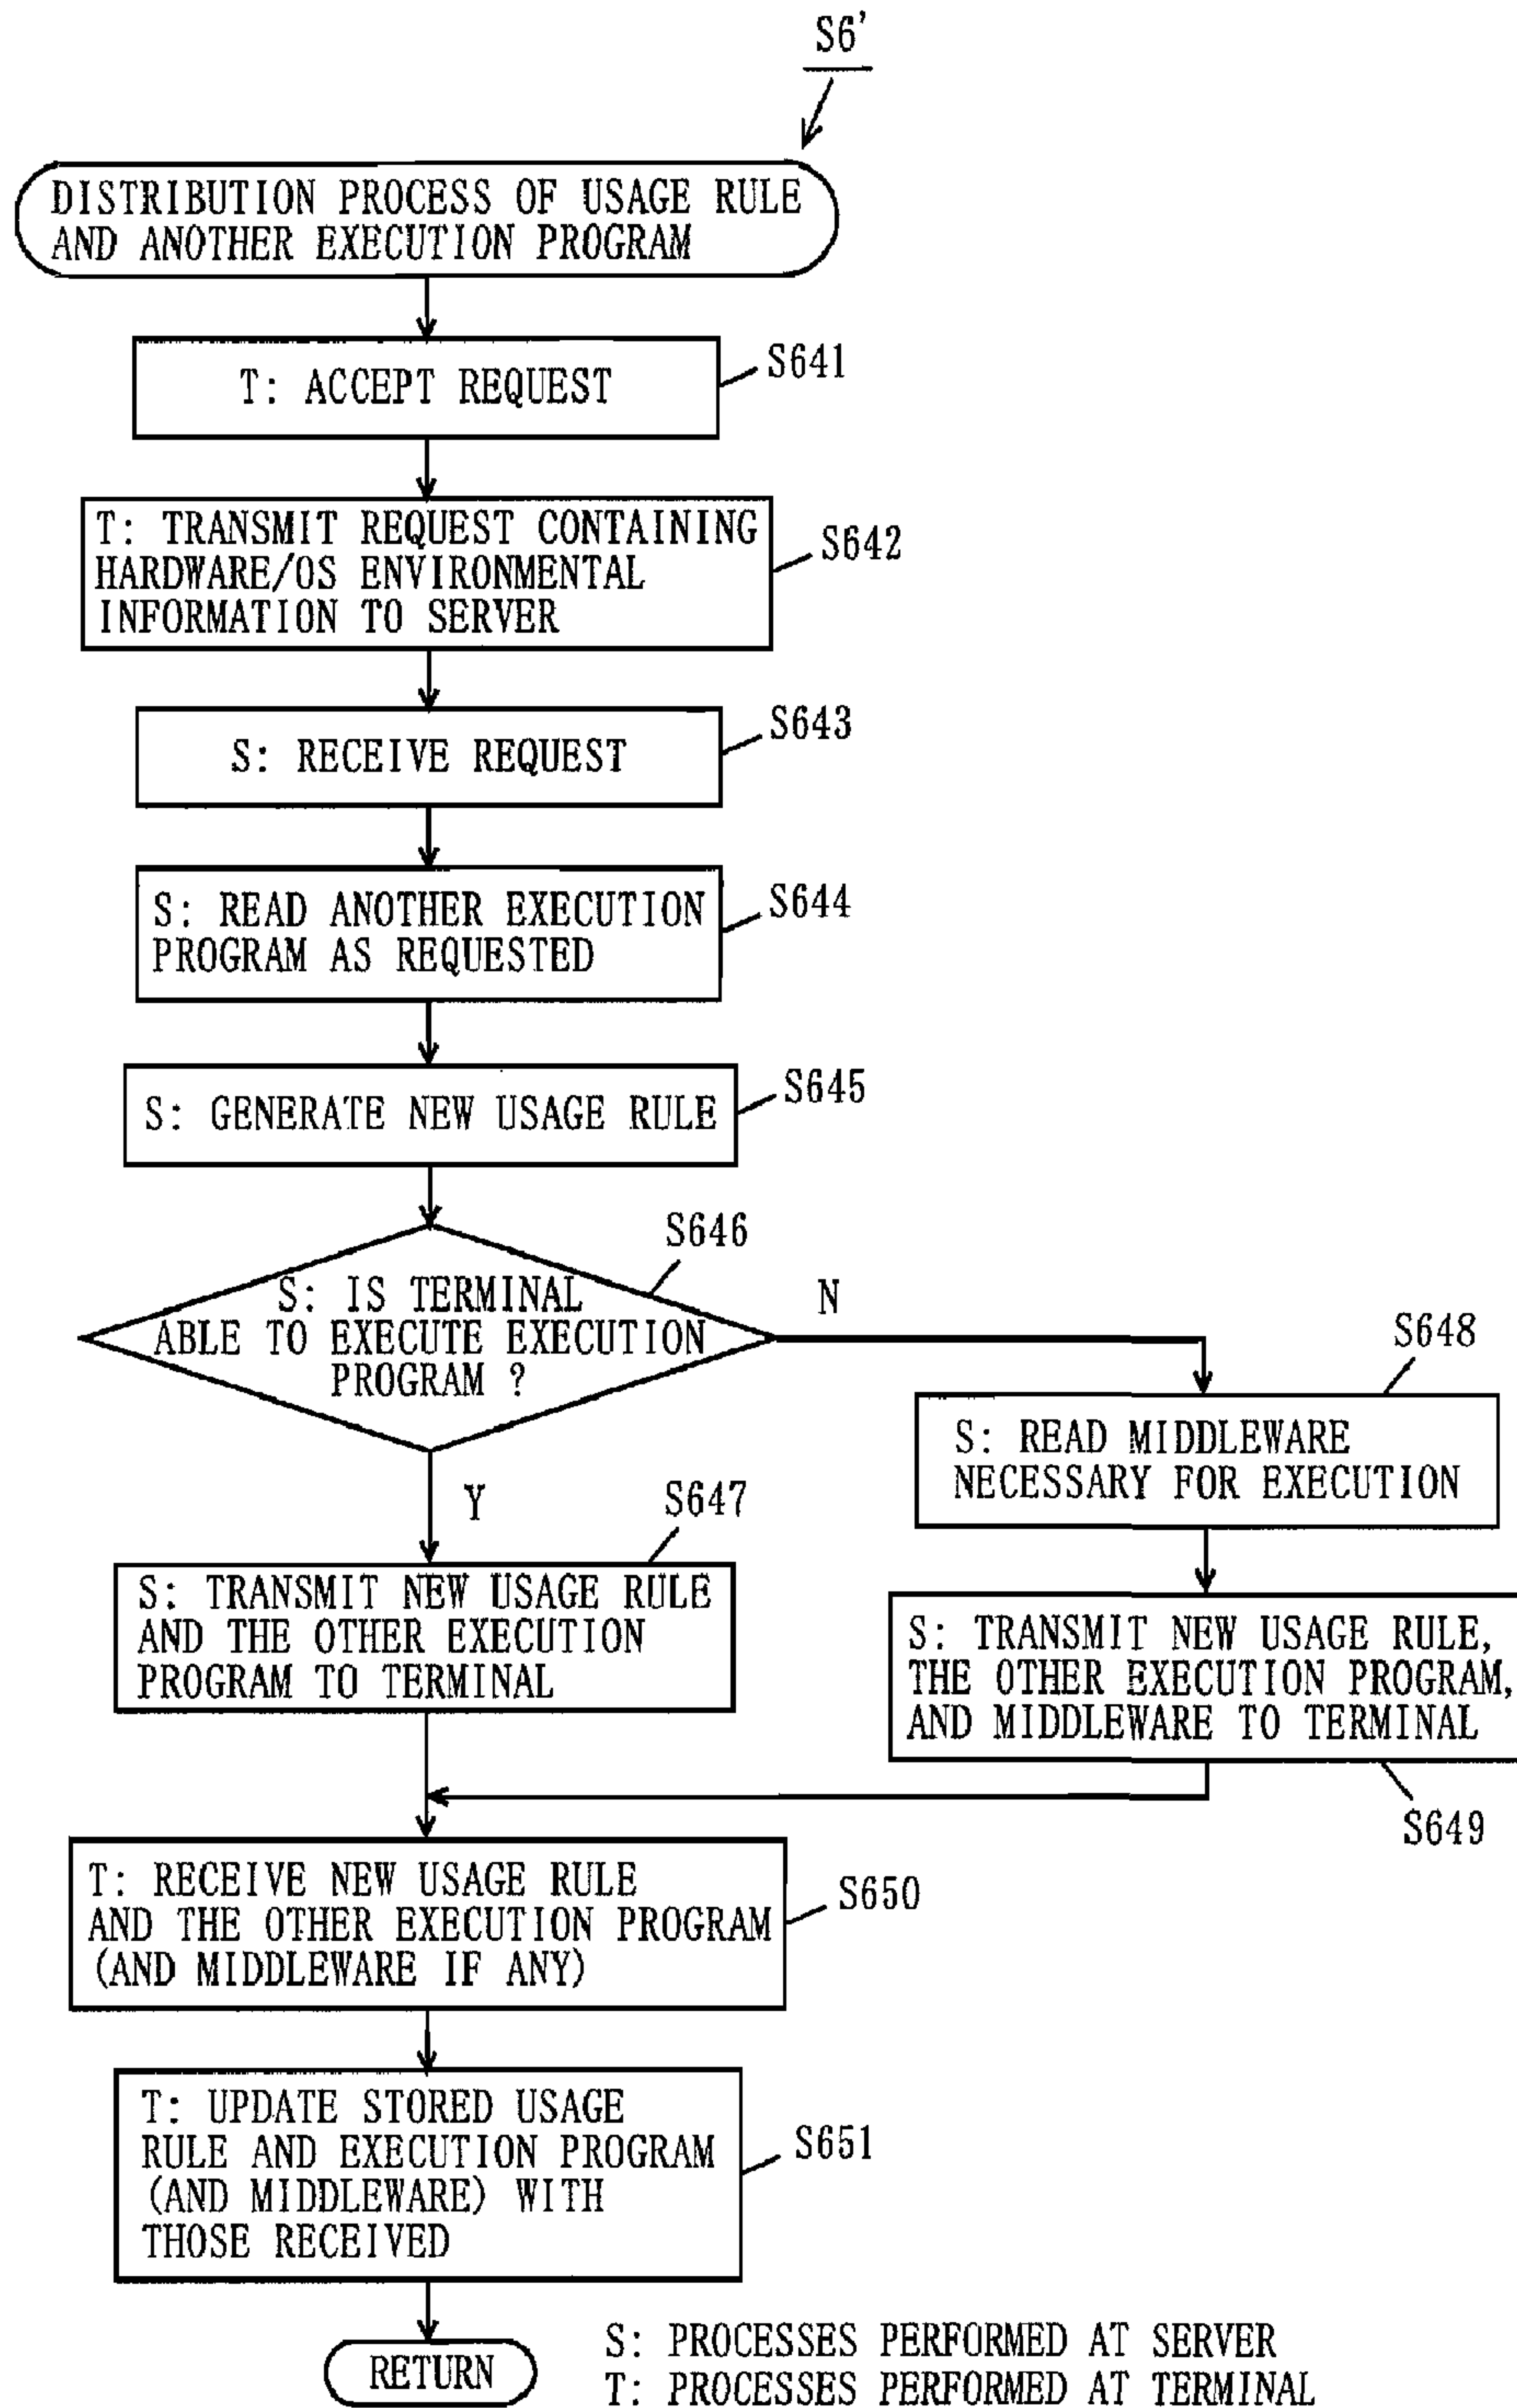 S6'
DISTRIBUTION PROCESS OF USAGE RULE
AND ANOTHER EXECUTION PROGRAM
S641
T: ACCEPT REQUEST
T: TRANSMIT REQUEST CONTAINING
HARDWARE/OS ENVIRONMENTAL
INFORMATION TO SERVER
S642
S643
S: RECEIVE REQUEST
S: READ ANOTHER EXECUTION
PROGRAM AS REQUESTED
S644
S645
S: GENERATE NEW USAGE RULE
S646
S: IS TERMINAL
ABLE TO EXECUTE EXECUTION
PROGRAM ?
N
S648
S: READ MIDDLEWARE
NECESSARY FOR EXECUTION
Y
S647
S: TRANSMIT NEW USAGE RULE
AND THE OTHER EXECUTION
PROGRAM TO TERMINAL
S: TRANSMIT NEW USAGE RULE,
THE OTHER EXECUTION PROGRAM,
AND MIDDLEWARE TO TERMINAL
S649
T: RECEIVE NEW USAGE RULE
AND THE OTHER EXECUTION PROGRAM
(AND MIDDLEWARE IF ANY)
S650
T: UPDATE STORED USAGE
RULE AND EXECUTION PROGRAM
(AND MIDDLEWARE) WITH
THOSE RECEIVED
S651
RETURN
S: PROCESSES PERFORMED AT SERVER
T: PROCESSES PERFORMED AT TERMINAL